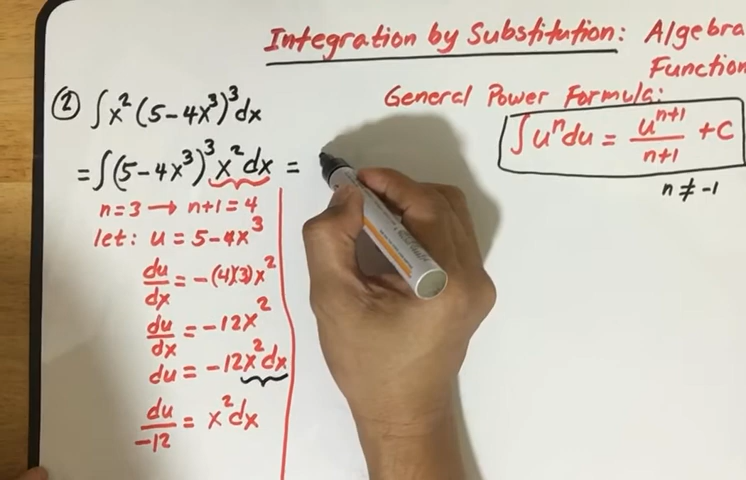 Integration by Substitution: Algebra
Function
General Power Formula:
∫uⁿdu = uⁿ⁺¹/n+1 + C
n ≠ -1
② ∫x²(5-4x³)³dx
= ∫(5-4x³)³x²dx =
n=3 → n+1=4
let: u = 5-4x³
du/dx = -(4)(3)x²
du/dx = -12x²
du = -12x²dx
du/-12 = x²dx